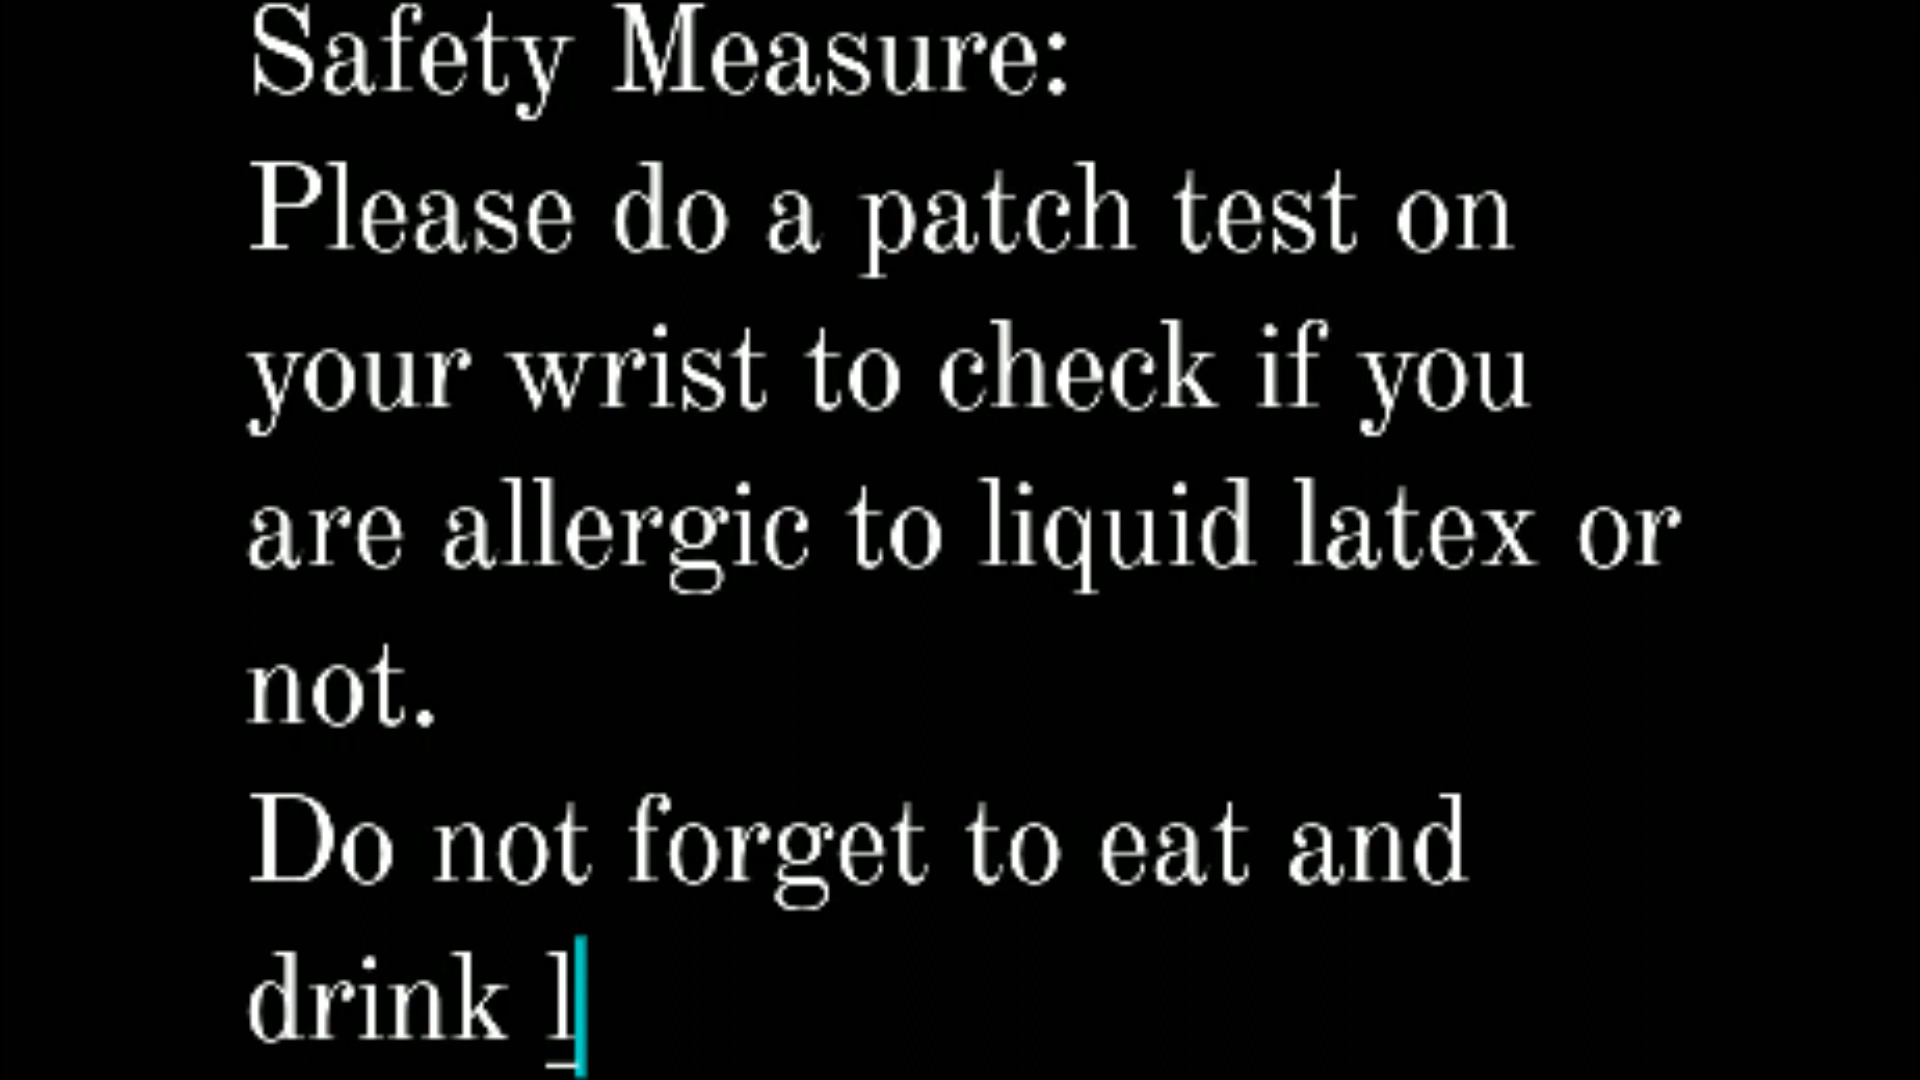 Safety Measure:
Please do a patch test on
your wrist to check if you
are allergic to liquid latex or
not.
Do not forget to eat and
drink l